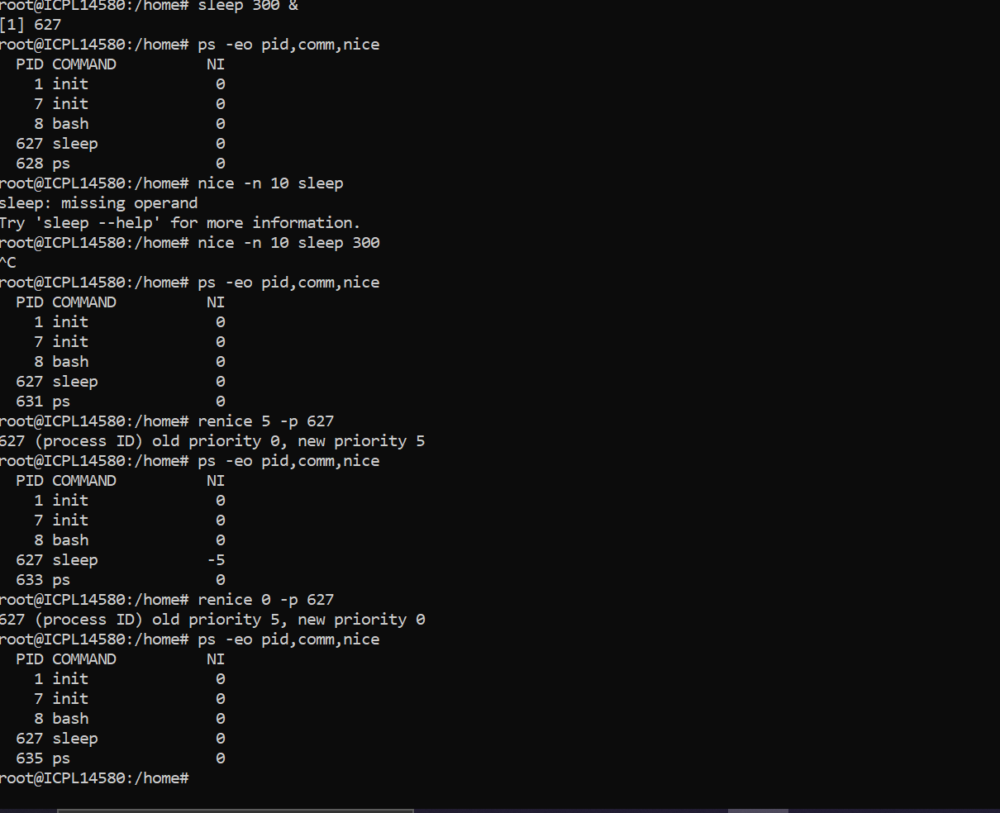 root@ICPL14580:/home# sleep 300 &
[1] 627
root@ICPL14580:/home# ps -eo pid,comm,nice
  PID COMMAND          NI
    1 init              0
    7 init              0
    8 bash              0
  627 sleep             0
  628 ps                0
root@ICPL14580:/home# nice -n 10 sleep
sleep: missing operand
Try 'sleep --help' for more information.
root@ICPL14580:/home# nice -n 10 sleep 300
^C
root@ICPL14580:/home# ps -eo pid,comm,nice
  PID COMMAND          NI
    1 init              0
    7 init              0
    8 bash              0
  627 sleep             0
  631 ps                0
root@ICPL14580:/home# renice 5 -p 627
627 (process ID) old priority 0, new priority 5
root@ICPL14580:/home# ps -eo pid,comm,nice
  PID COMMAND          NI
    1 init              0
    7 init              0
    8 bash              0
  627 sleep            -5
  633 ps                0
root@ICPL14580:/home# renice 0 -p 627
627 (process ID) old priority 5, new priority 0
root@ICPL14580:/home# ps -eo pid,comm,nice
  PID COMMAND          NI
    1 init              0
    7 init              0
    8 bash              0
  627 sleep             0
  635 ps                0
root@ICPL14580:/home#